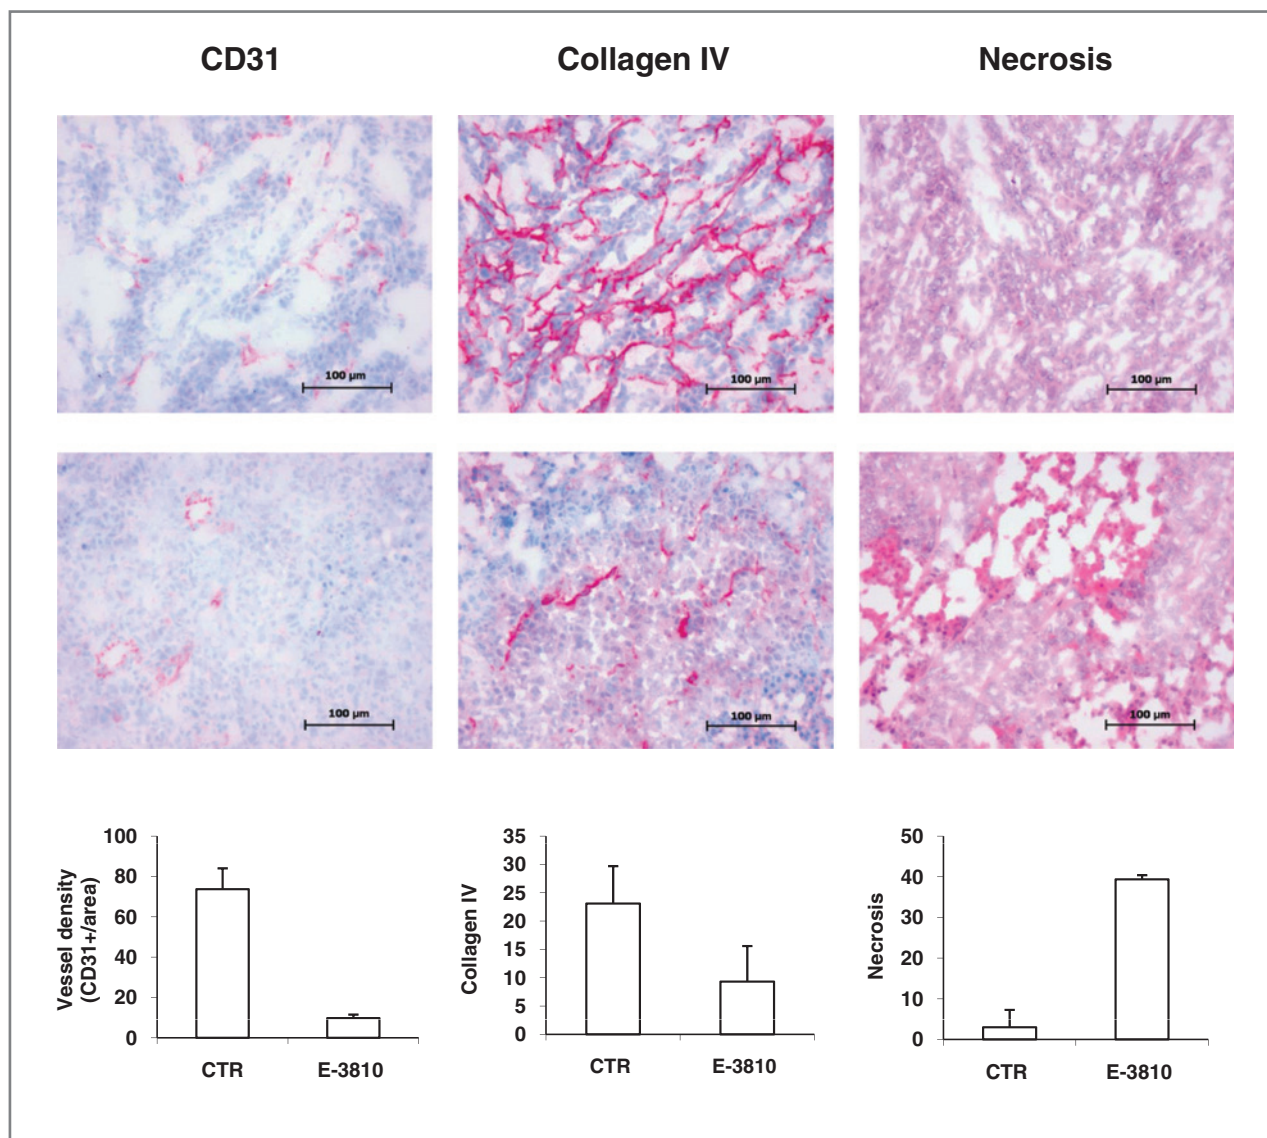 CD31
Collagen IV
Necrosis
100 µm
100 µm
100 µm
100 µm
100 µm
100 µm
Vessel density
(CD31+/area)
100
80
60
40
20
0
CTR
E-3810
Collagen IV
35
30
25
20
15
10
5
0
CTR
E-3810
Necrosis
50
40
30
20
10
0
CTR
E-3810